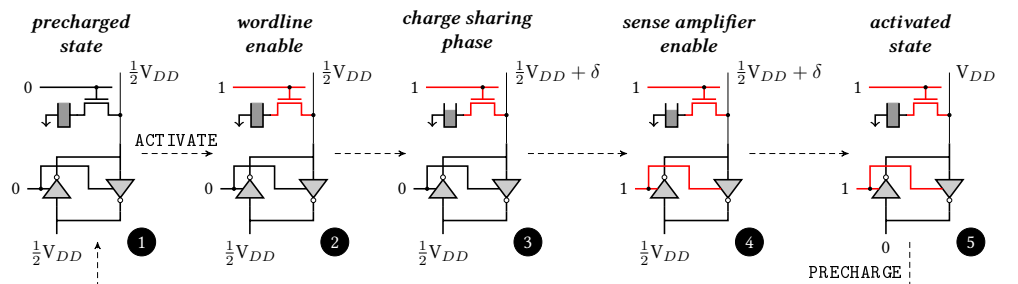 precharged
state
wordline
enable
charge sharing
phase
sense amplifier
enable
activated
state
0
½V_DD
1
½V_DD
1
½V_DD + δ
1
½V_DD + δ
1
V_DD
ACTIVATE
0
0
0
1
1
½V_DD
1
½V_DD
2
½V_DD
3
½V_DD
4
0
5
PRECHARGE